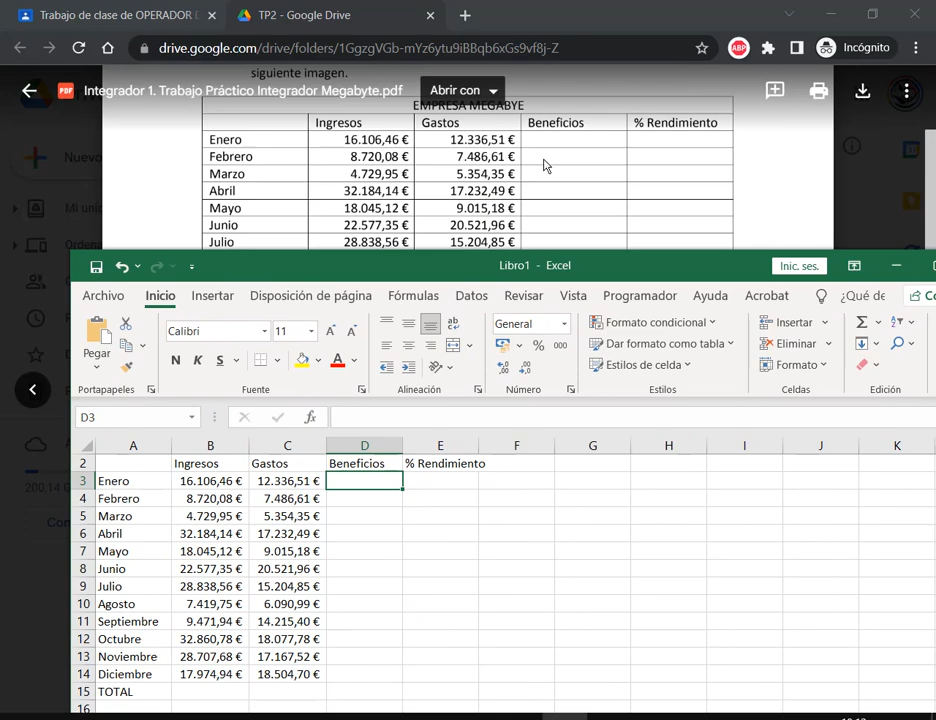 Trabajo de clase de OPERADOR
TP2 - Google Drive
drive.google.com/drive/folders/1GgzgVGb-mYz6ytu9iBBqb6xGs9vf8j-Z
ABP
Incógnito
siguiente imagen.
PDF Integrador 1. Trabajo Práctico Integrador Megabyte.pdf
Abrir con
EMPRESA MEGABYTE
Ingresos Gastos Beneficios % Rendimiento
Enero 16.106,46 € 12.336,51 €
Febrero 8.720,08 € 7.486,61 €
Marzo 4.729,95 € 5.354,35 €
Abril 32.184,14 € 17.232,49 €
Mayo 18.045,12 € 9.015,18 €
Junio 22.577,35 € 20.521,96 €
Julio 28.838,56 € 15.204,85 €
Nuevo
Mi
200,14
Libro1 - Excel
Inic. ses.
Archivo Inicio Insertar Disposición de página Fórmulas Datos Revisar Vista Programador Ayuda Acrobat ¿Qué de
Pegar
Calibri 11
N K S
General
% 000
Formato condicional
Dar formato como tabla
Estilos de celda
Insertar
Eliminar
Formato
Portapapeles Fuente Alineación Número Estilos Celdas Edición
D3
fx
A B C D E F G H I J K
2 Ingresos Gastos Beneficios % Rendimiento
3 Enero 16.106,46 € 12.336,51 €
4 Febrero 8.720,08 € 7.486,61 €
5 Marzo 4.729,95 € 5.354,35 €
6 Abril 32.184,14 € 17.232,49 €
7 Mayo 18.045,12 € 9.015,18 €
8 Junio 22.577,35 € 20.521,96 €
9 Julio 28.838,56 € 15.204,85 €
10 Agosto 7.419,75 € 6.090,99 €
11 Septiembre 9.471,94 € 14.215,40 €
12 Octubre 32.860,78 € 18.077,78 €
13 Noviembre 28.707,68 € 17.167,52 €
14 Diciembre 17.974,94 € 18.504,70 €
15 TOTAL
16